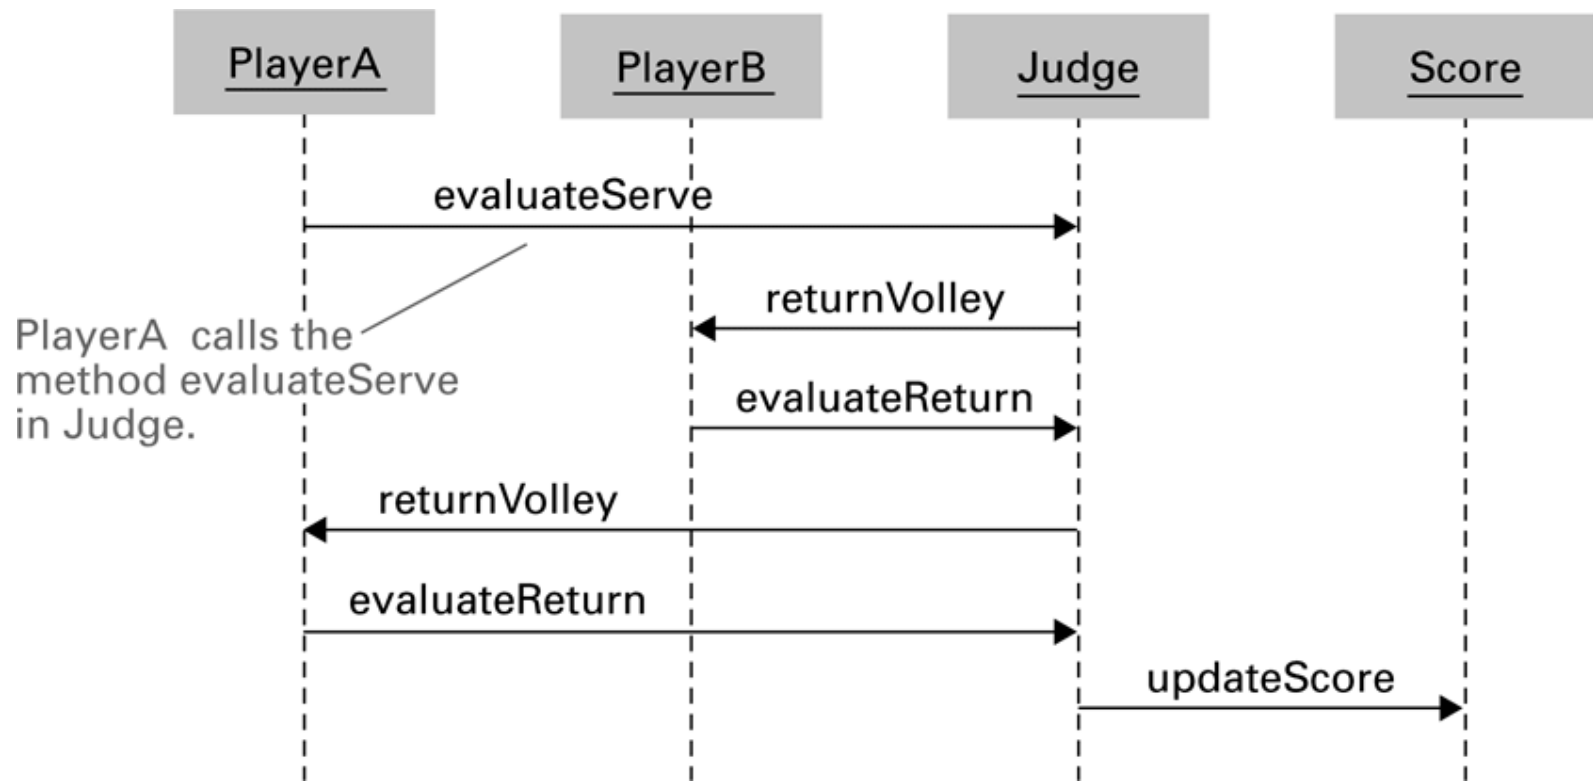 PlayerA
PlayerB
Judge
Score
evaluateServe
returnVolley
PlayerA calls the
method evaluateServe
in Judge.
evaluateReturn
returnVolley
evaluateReturn
updateScore